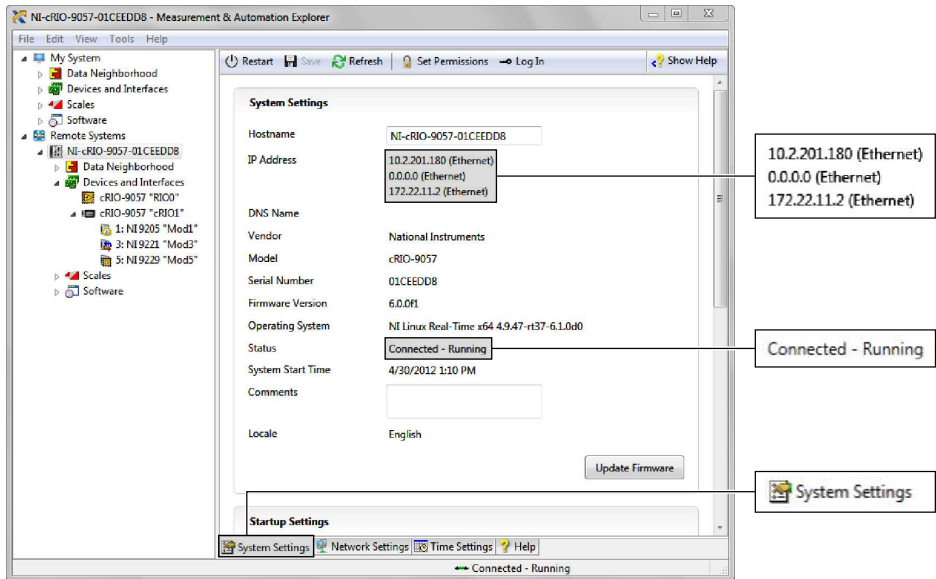 NI-cRIO-9057-01CEEDD8 - Measurement & Automation Explorer
File Edit View Tools Help
My System
Data Neighborhood
Devices and Interfaces
Scales
Software
Remote Systems
NI-cRIO-9057-01CEEDD8
Data Neighborhood
Devices and Interfaces
cRIO-9057 "RIO0"
cRIO-9057 "cRIO1"
1: NI 9205 "Mod1"
3: NI 9221 "Mod3"
5: NI 9229 "Mod5"
Scales
Software
Restart Save Refresh Set Permissions Log In Show Help
System Settings
Hostname NI-cRIO-9057-01CEEDD8
IP Address 10.2.201.180 (Ethernet)
0.0.0.0 (Ethernet)
172.22.11.2 (Ethernet)
DNS Name
Vendor National Instruments
Model cRIO-9057
Serial Number 01CEEDD8
Firmware Version 6.0.0f1
Operating System NI Linux Real-Time x64 4.9.47-rt37-6.1.0d0
Status Connected - Running
System Start Time 4/30/2012 1:10 PM
Comments
Locale English
Update Firmware
Startup Settings
System Settings Network Settings Time Settings Help
Connected - Running
10.2.201.180 (Ethernet)
0.0.0.0 (Ethernet)
172.22.11.2 (Ethernet)
Connected - Running
System Settings